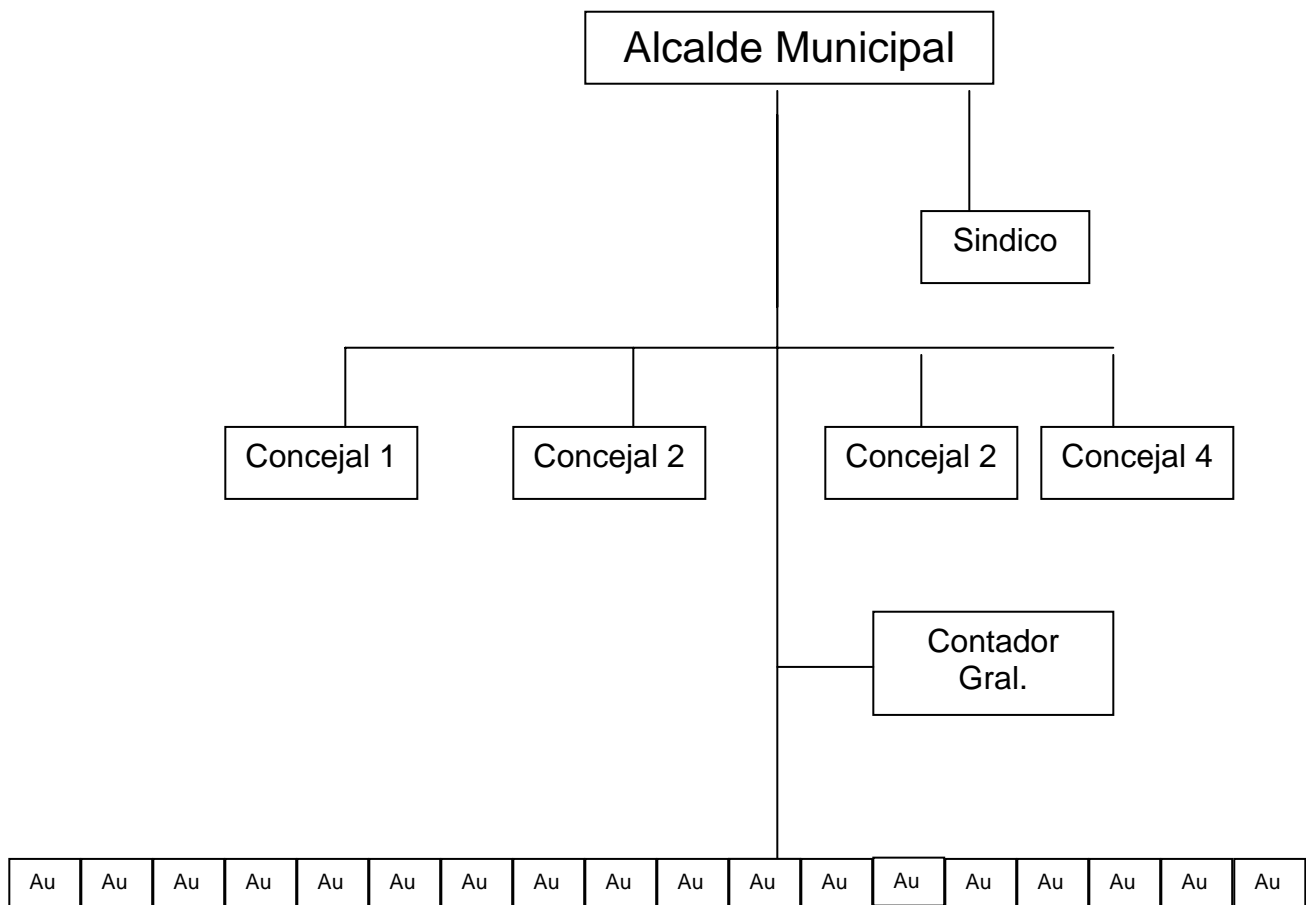 Alcalde Municipal
Sindico
Concejal 1
Concejal 2
Concejal 2
Concejal 4
Contador
Gral.
Au Au Au Au Au Au Au Au Au Au Au Au Au Au Au Au Au Au